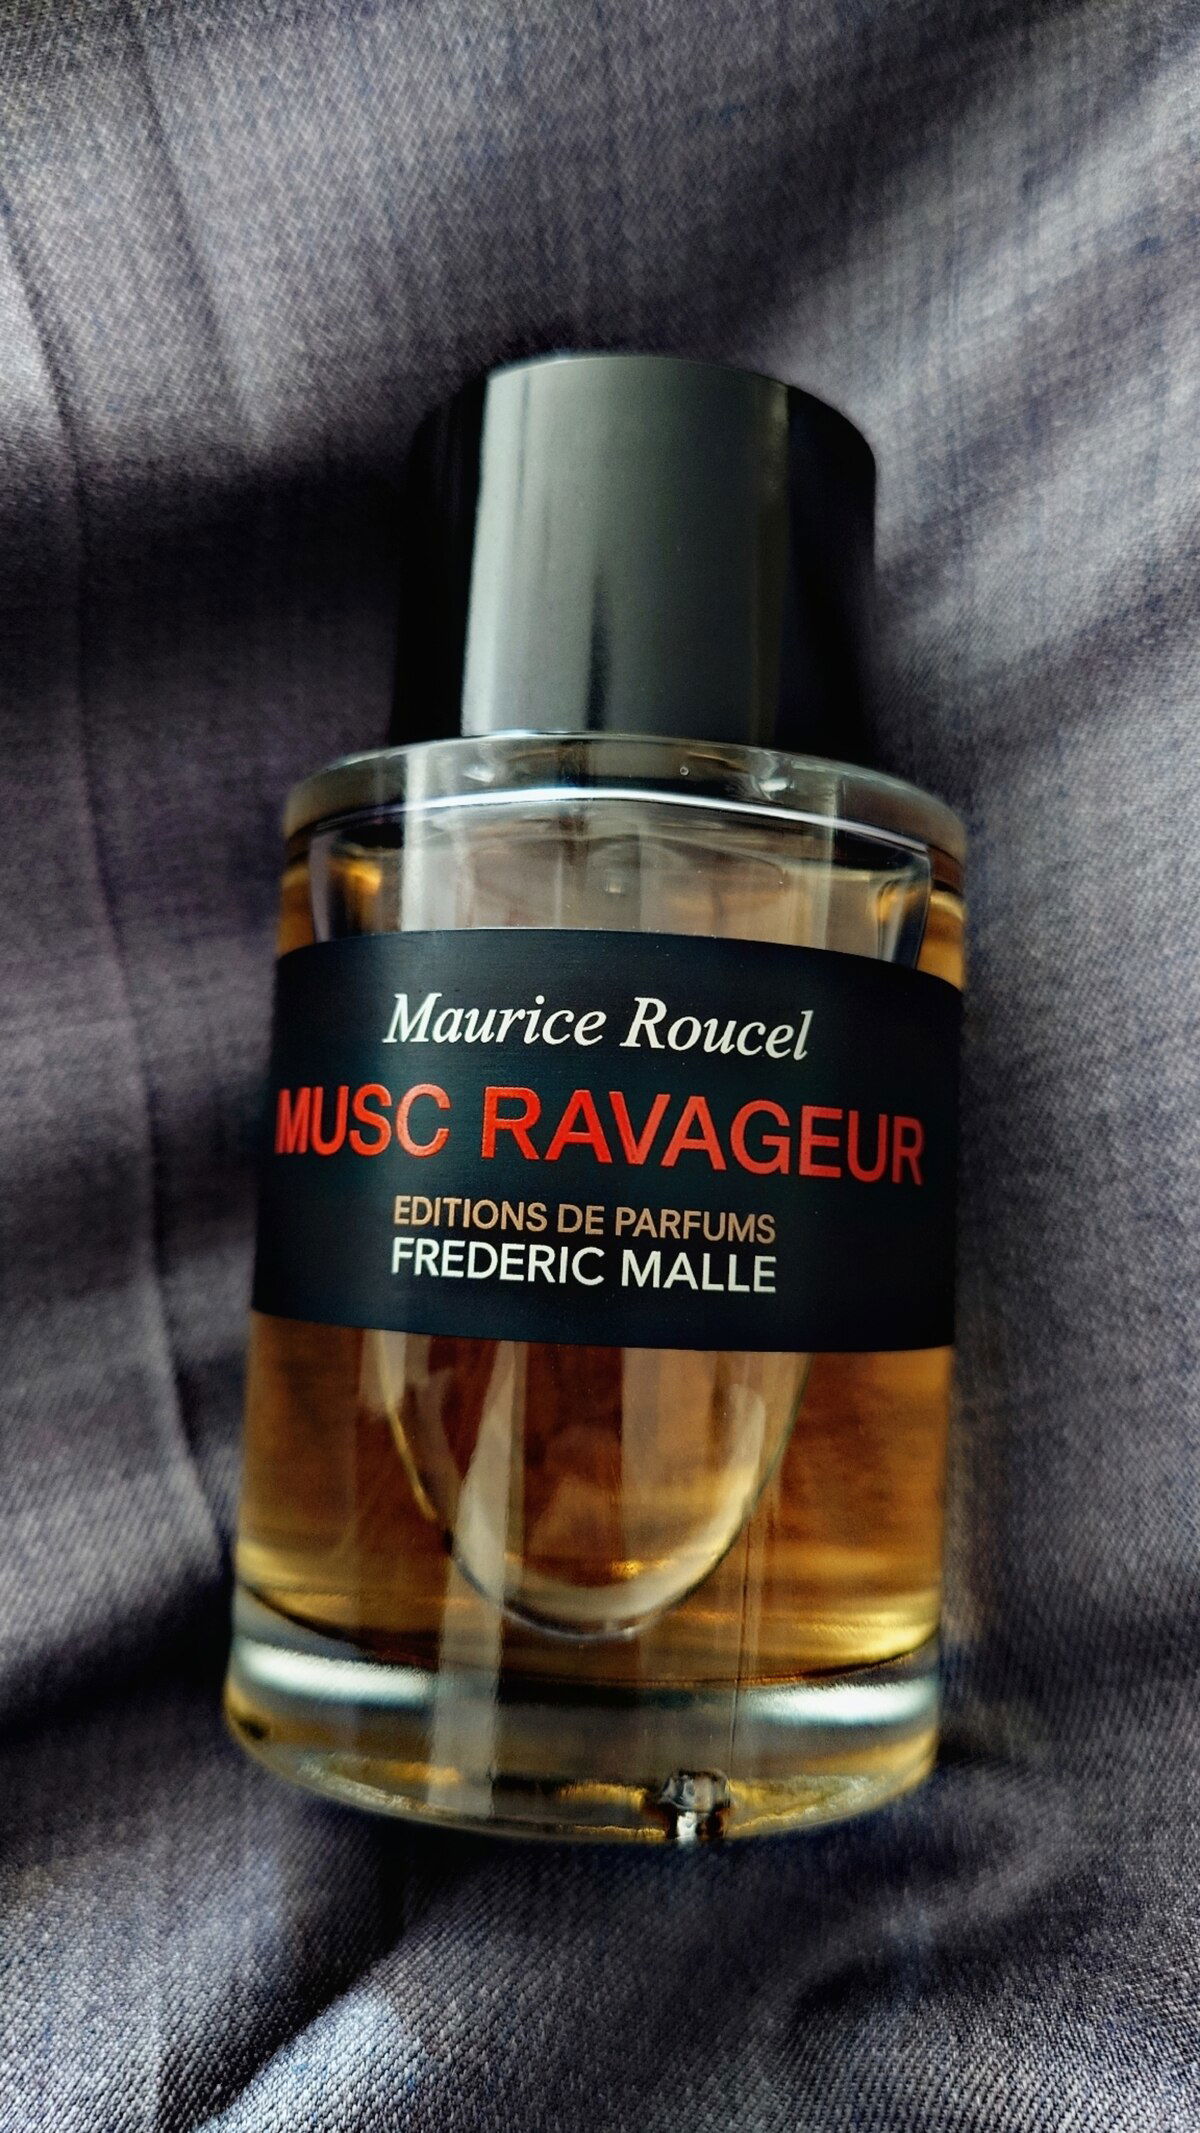 Maurice Roucel
MUSC RAVAGEUR
EDITIONS DE PARFUMS
FREDERIC MALLE